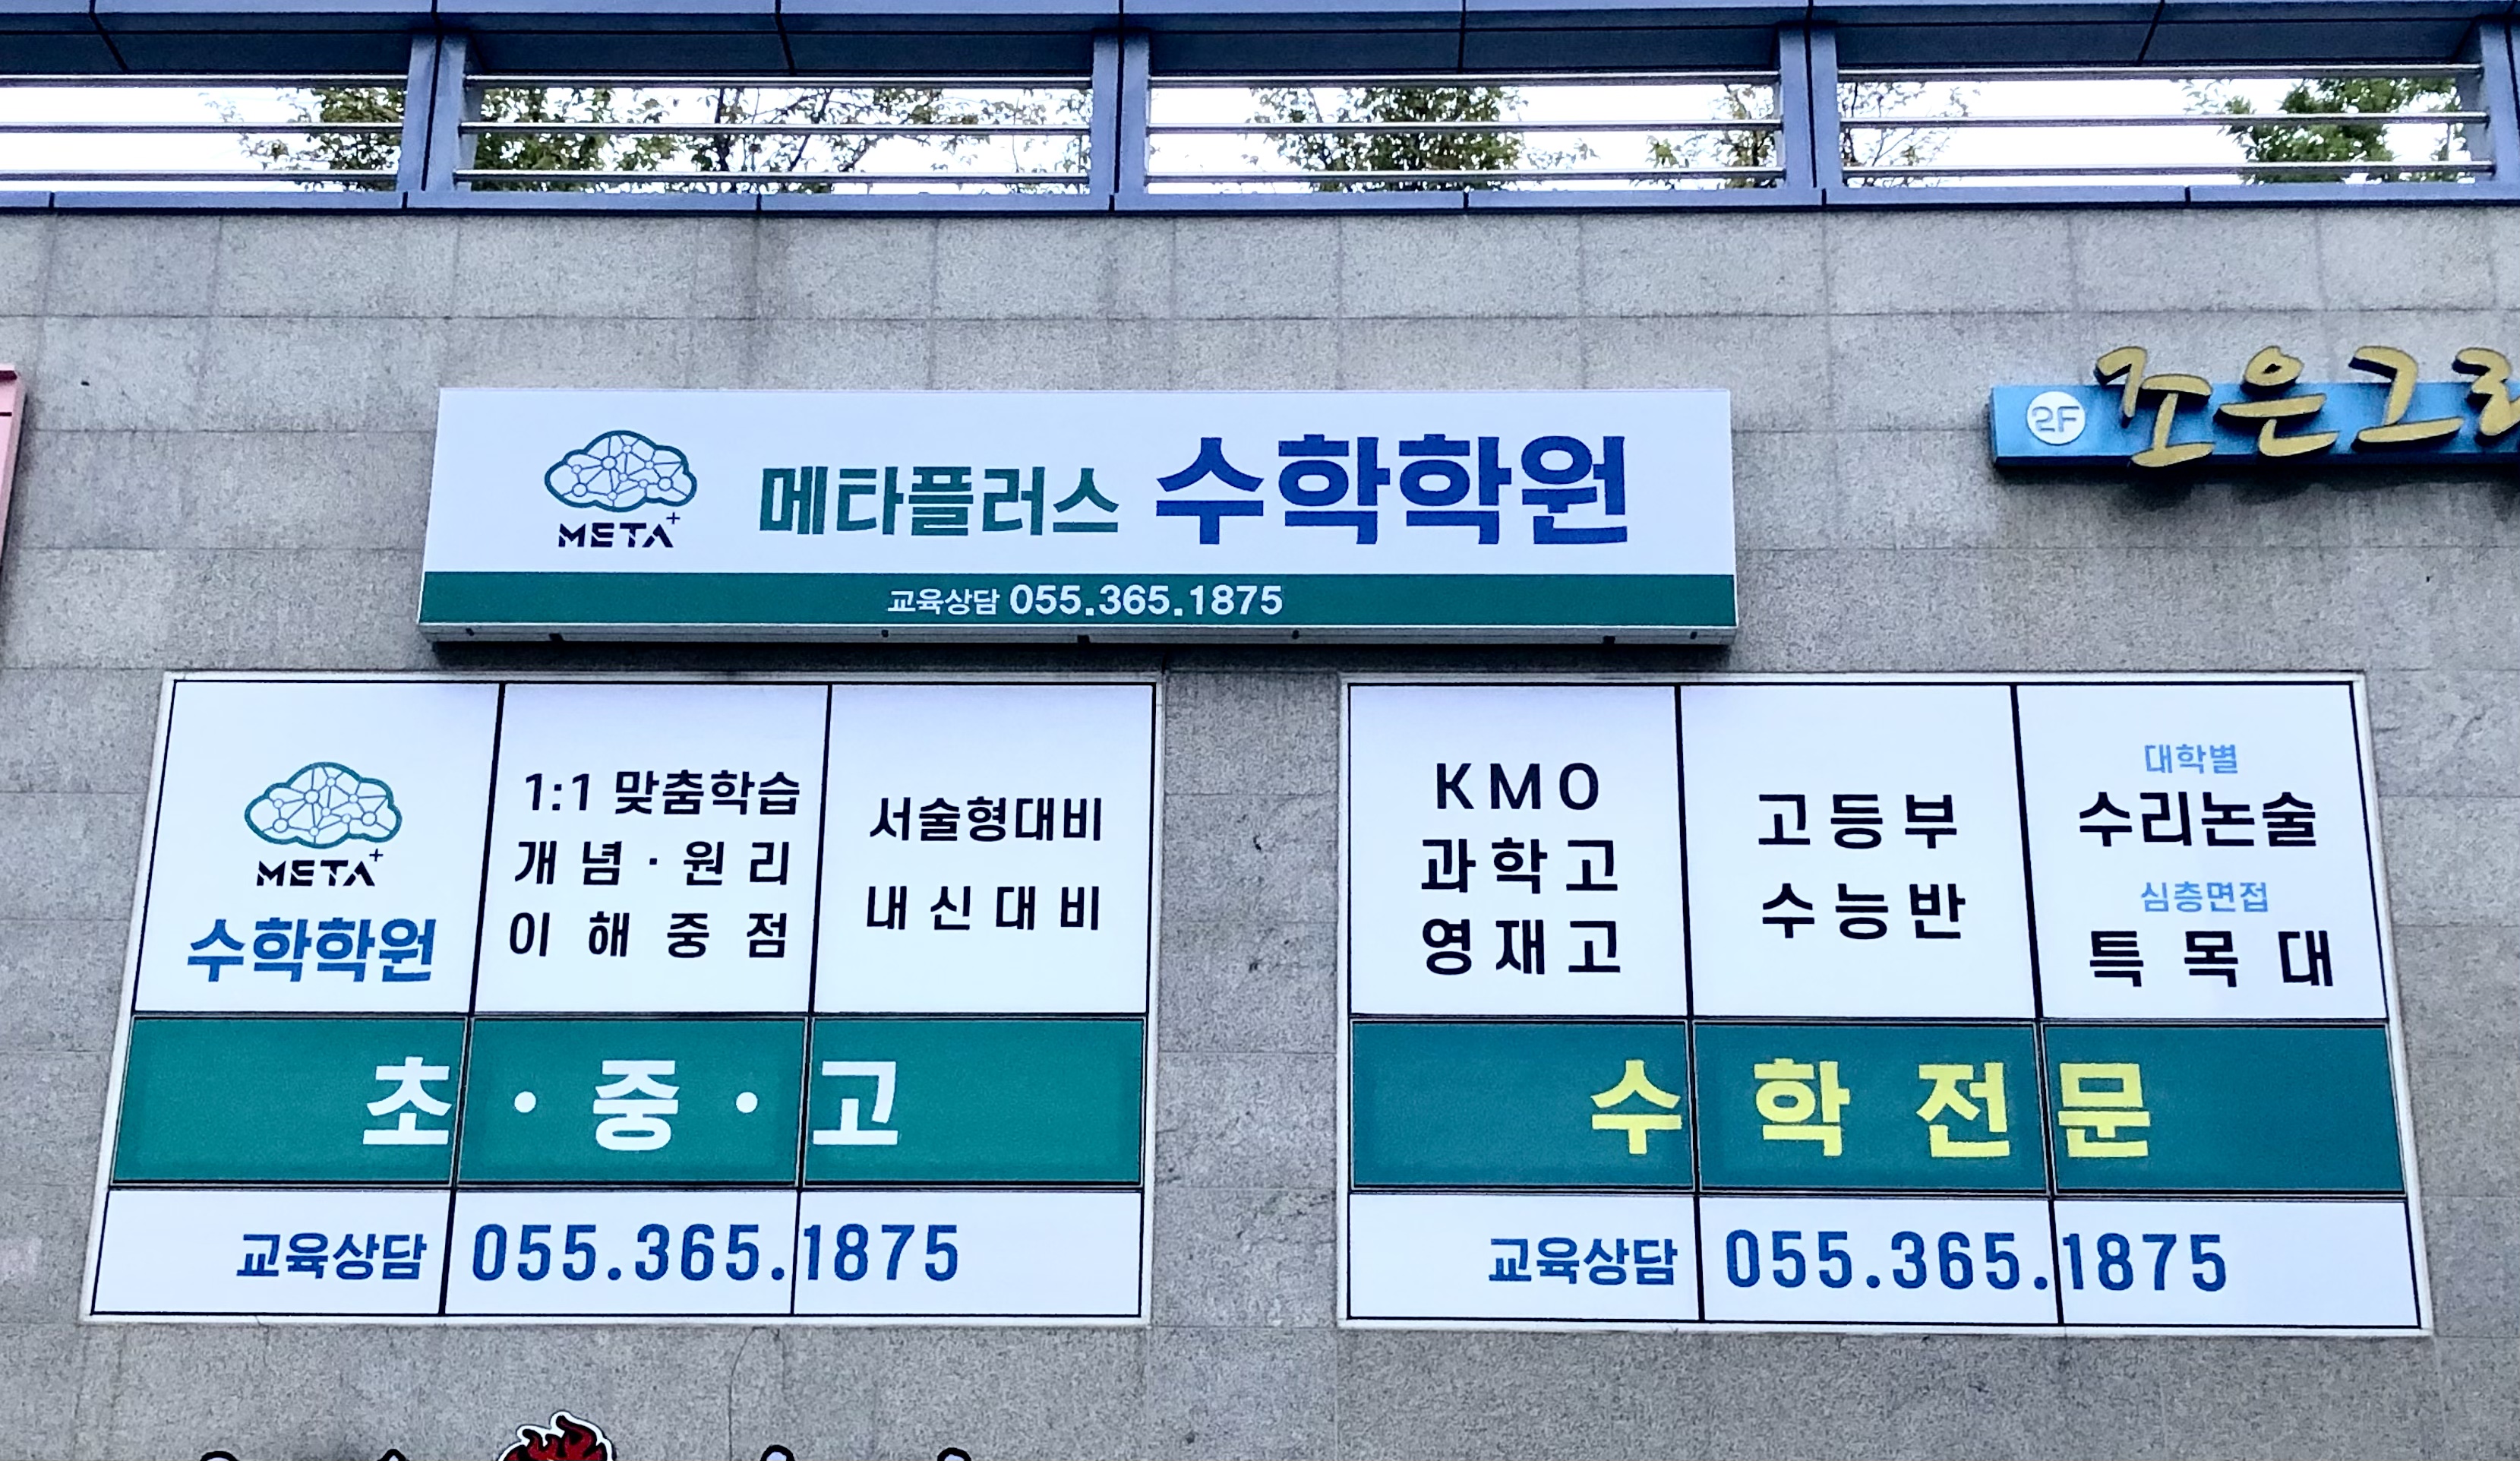 META+
메타플러스 수학학원
교육상담 055.365.1875
2F 조은그
META+
수학학원
1:1 맞춤학습
개념·원리
이해중점
서술형대비
내신대비
초·중·고
교육상담 055.365.1875
KMO
과학고
영재고
고등부
수능반
대학별
수리논술
심층면접
특목대
수학전문
교육상담 055.365.1875